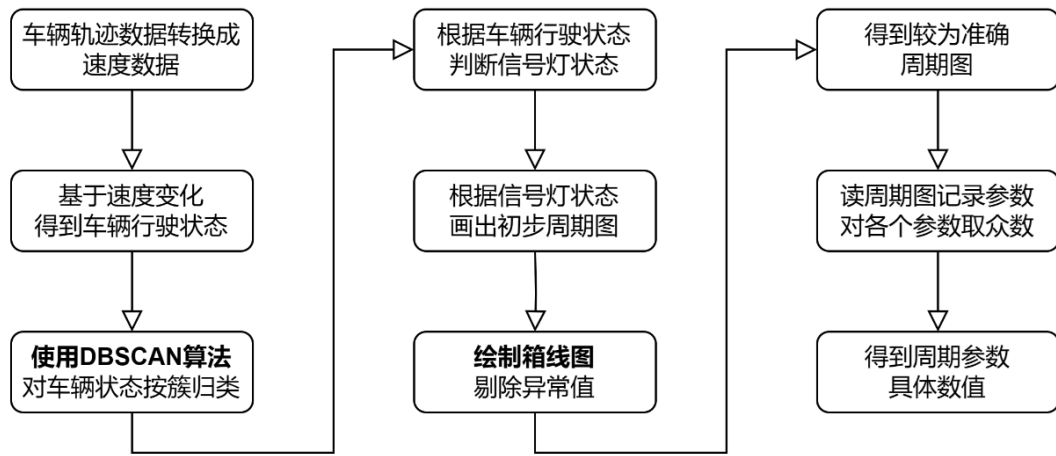 车辆轨迹数据转换成
速度数据
基于速度变化
得到车辆行驶状态
使用DBSCAN算法
对车辆状态按簇归类
根据车辆行驶状态
判断信号灯状态
根据信号灯状态
画出初步周期图
绘制箱线图
剔除异常值
得到较为准确
周期图
读周期图记录参数
对各个参数取众数
得到周期参数
具体数值